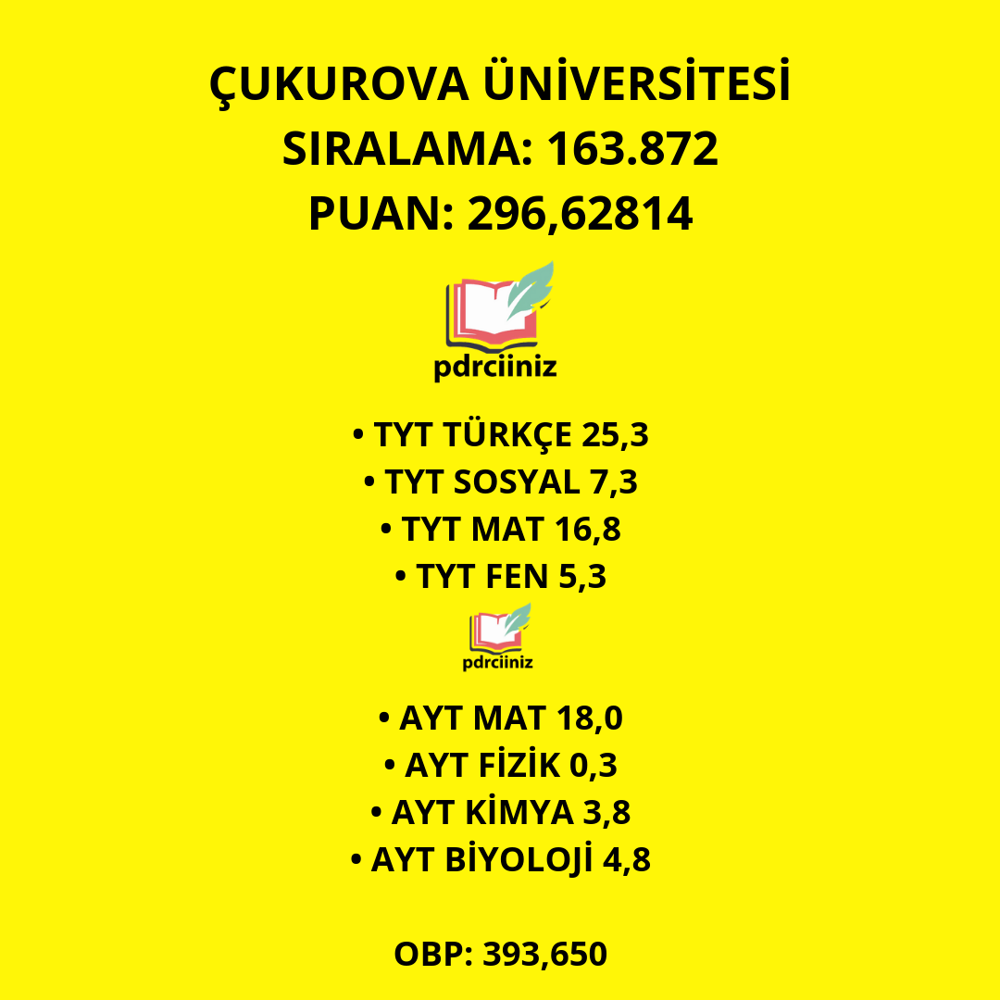 ÇUKUROVA ÜNİVERSİTESİ
SIRALAMA: 163.872
PUAN: 296,62814
pdrciiniz
• TYT TÜRKÇE 25,3
• TYT SOSYAL 7,3
• TYT MAT 16,8
• TYT FEN 5,3
pdrciiniz
• AYT MAT 18,0
• AYT FİZİK 0,3
• AYT KİMYA 3,8
• AYT BİYOLOJİ 4,8
OBP: 393,650